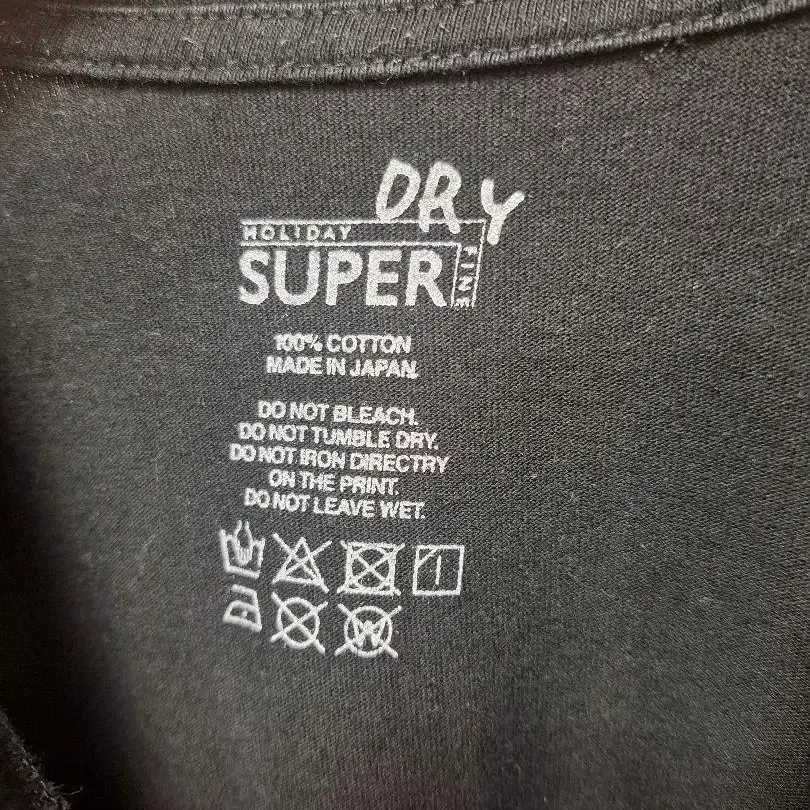 DRY
HOLIDAY
SUPER
FINE
100% COTTON
MADE IN JAPAN.
DO NOT BLEACH.
DO NOT TUMBLE DRY.
DO NOT IRON DIRECTRY
ON THE PRINT.
DO NOT LEAVE WET.
W